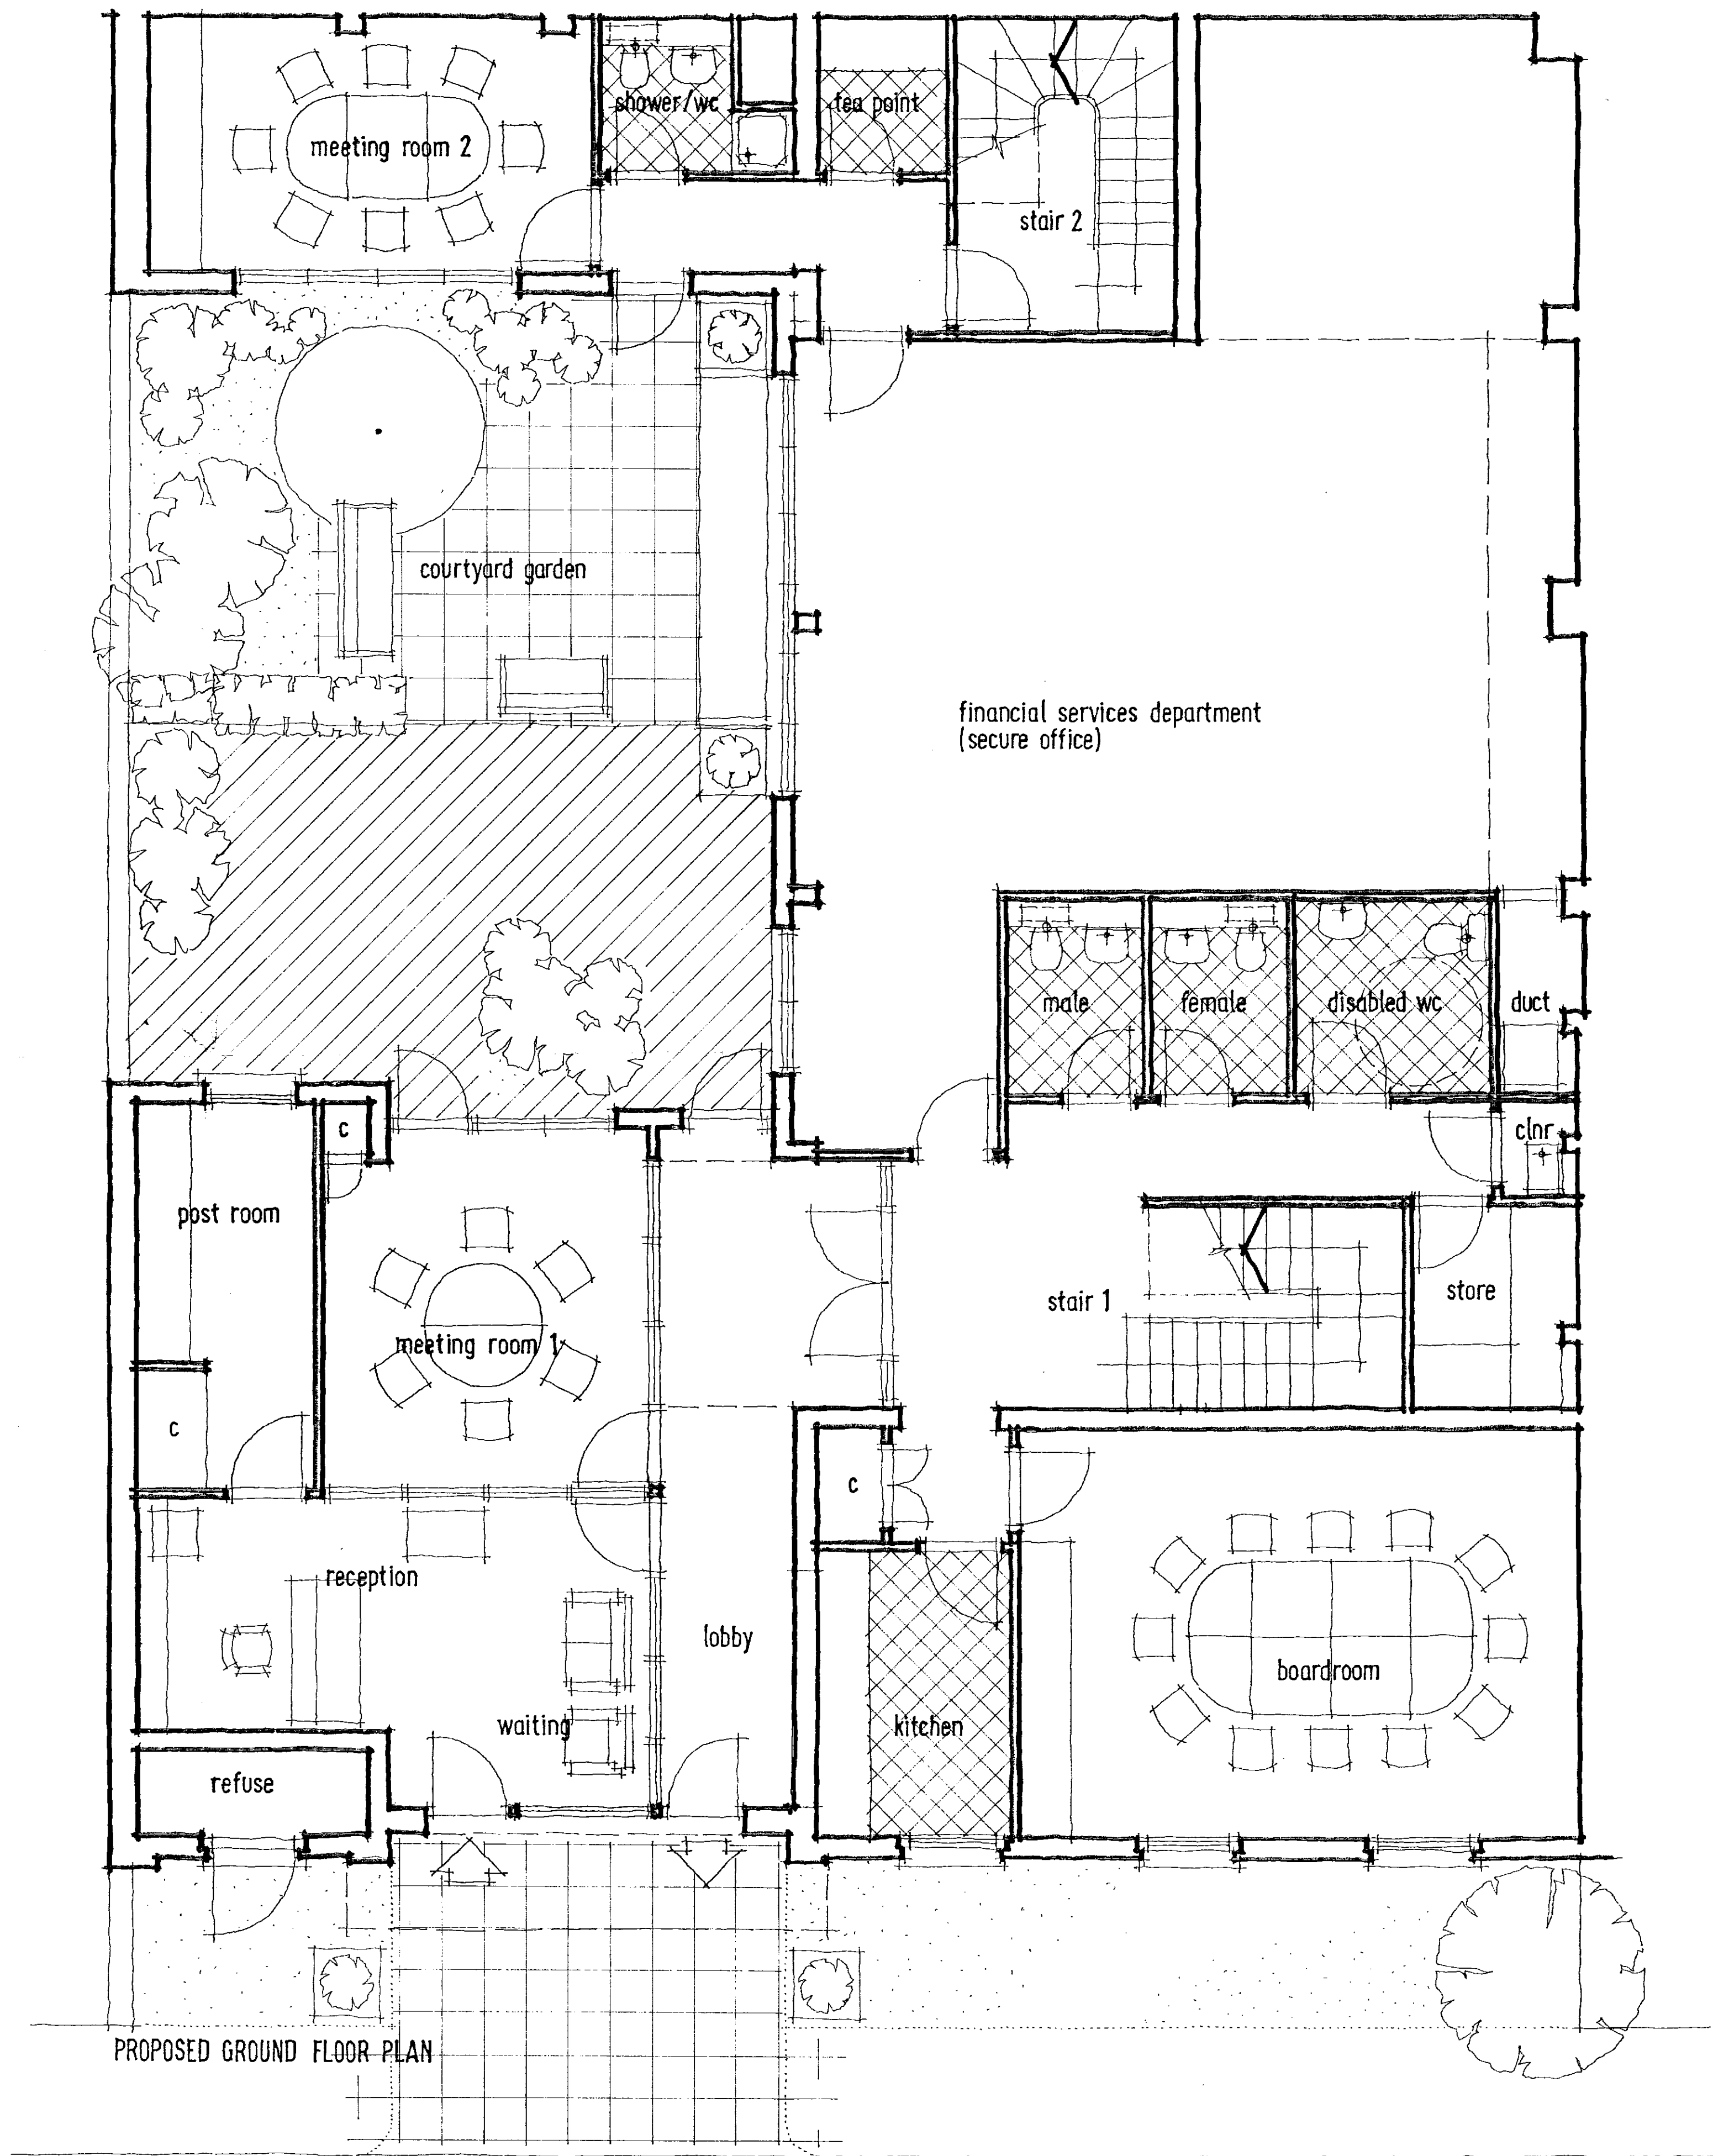 meeting room 2
shower/wc
tea point
stair 2
courtyard garden
financial services department
(secure office)
male
female
disabled wc
duct
c
clnr
post room
stair 1
store
meeting room 1
c
c
reception
lobby
boardroom
waiting
kitchen
refuse
PROPOSED GROUND FLOOR PLAN